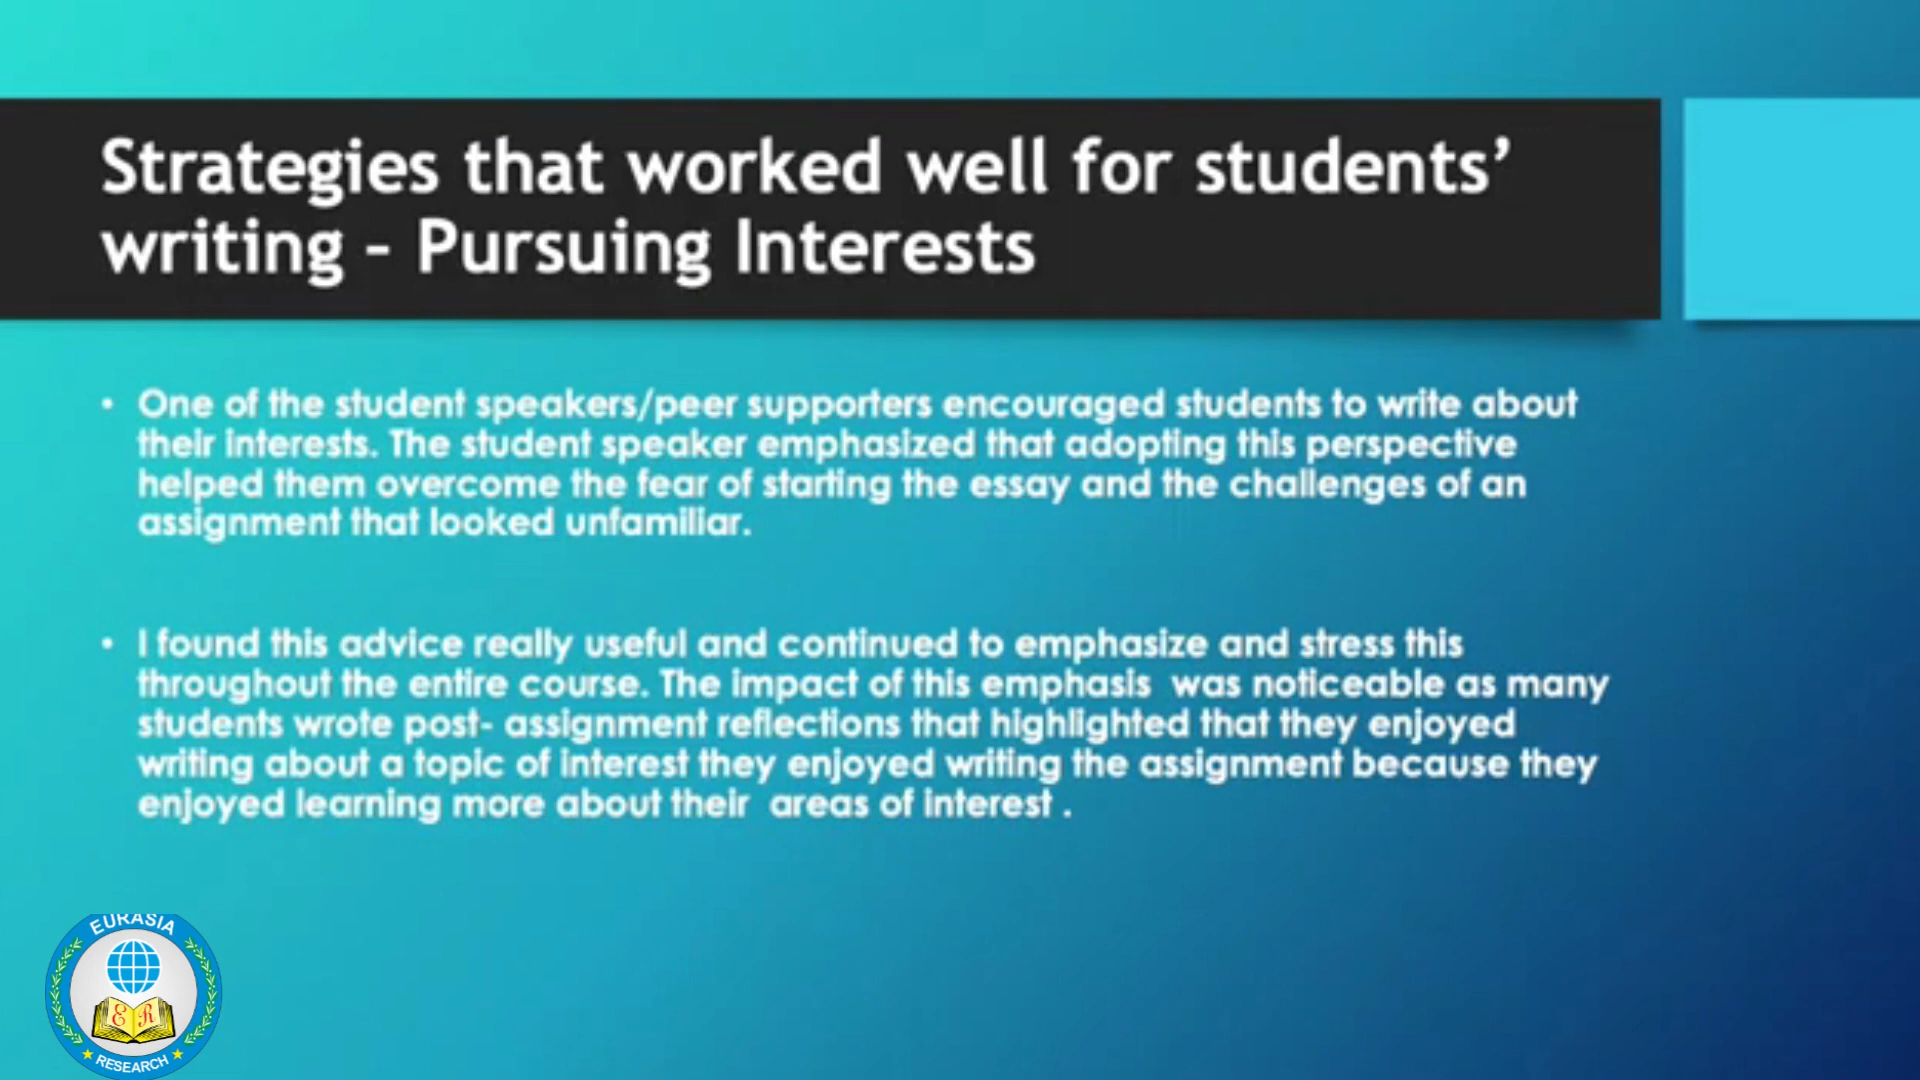 Strategies that worked well for students’
writing – Pursuing Interests
• One of the student speakers/peer supporters encouraged students to write about
their interests. The student speaker emphasized that adopting this perspective
helped them overcome the fear of starting the essay and the challenges of an
assignment that looked unfamiliar.
• I found this advice really useful and continued to emphasize and stress this
throughout the entire course. The impact of this emphasis  was noticeable as many
students wrote post- assignment reflections that highlighted that they enjoyed
writing about a topic of interest they enjoyed writing the assignment because they
enjoyed learning more about their  areas of interest .
EURASIA
E R
RESEARCH